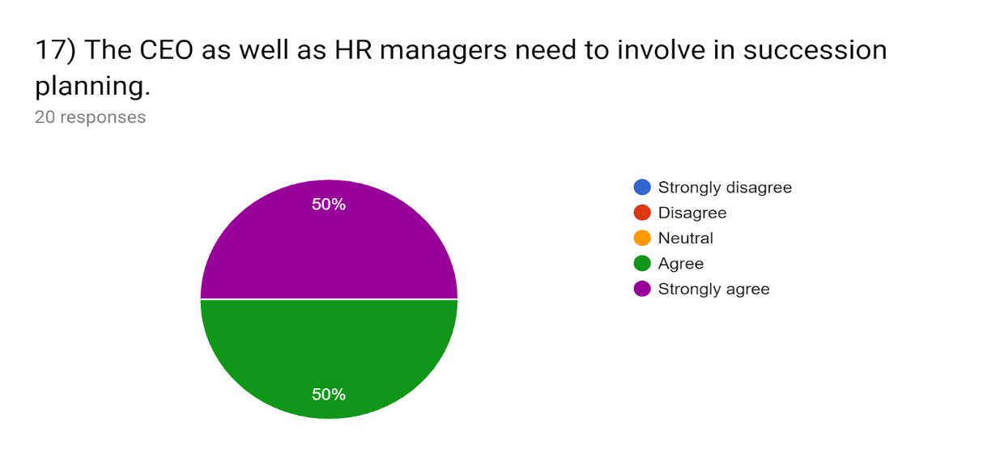 17) The CEO as well as HR managers need to involve in succession
planning.
20 responses
50%
50%
Strongly disagree
Disagree
Neutral
Agree
Strongly agree